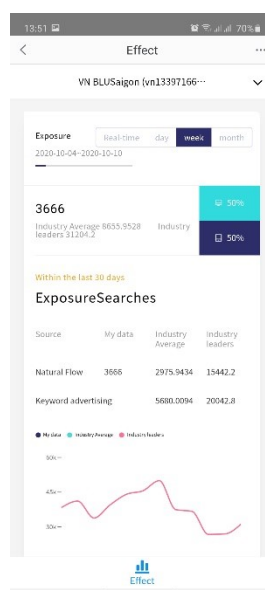 13:51 70%
Effect
VN BLUSaigon (vn13397166···
Exposure Real-time day week month
2020-10-04~2020-10-10
3666
50%
Industry Average 8655.9528 Industry
leaders 31204.2
50%
Within the last 30 days
ExposureSearches
Source My data Industry Industry
Average leaders
Natural Flow 3666 2975.9434 15442.2
Keyword advertising 5680.0094 20042.8
My data Industry Average Industry leaders
60k
45k
30k
Effect